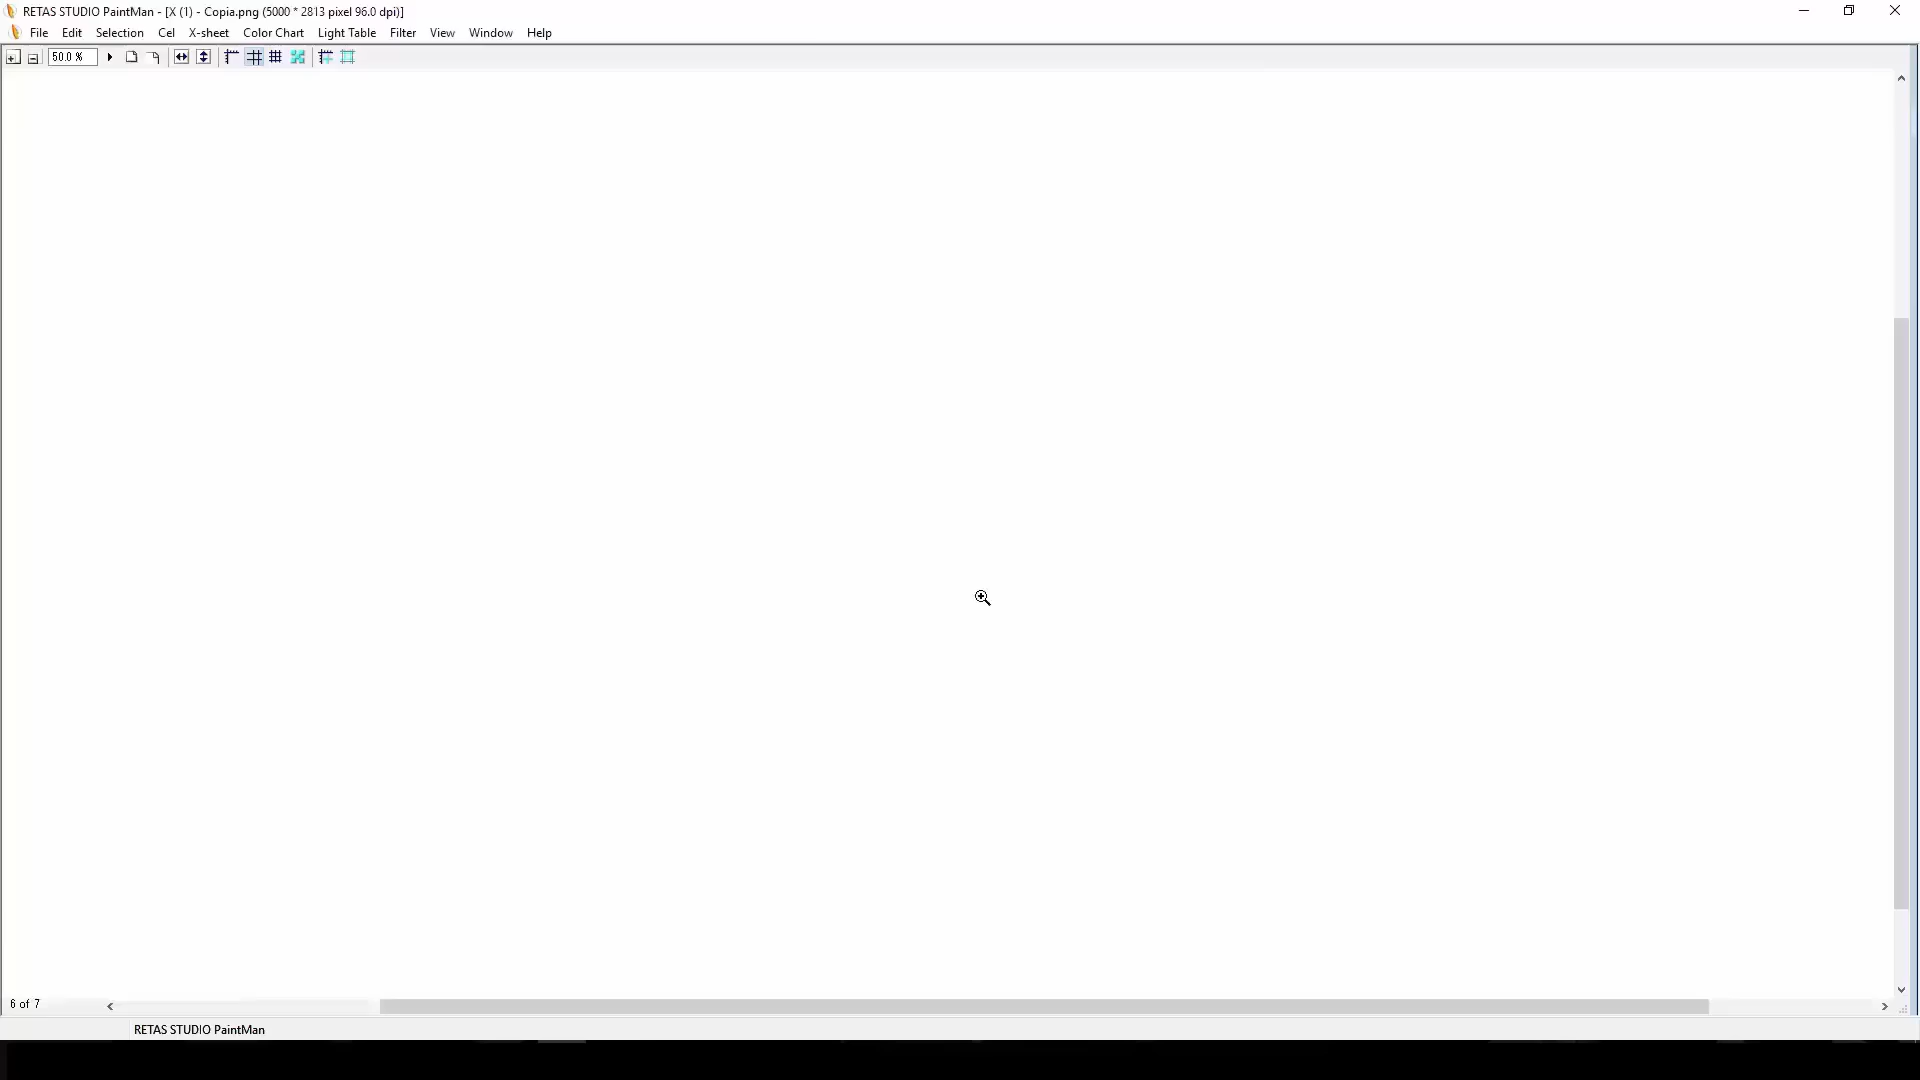 RETAS STUDIO PaintMan - [X (1) - Copia.png (5000 * 2813 pixel 96.0 dpi)]
File Edit Selection Cel X-sheet Color Chart Light Table Filter View Window Help
50.0 %
6 of 7
RETAS STUDIO PaintMan